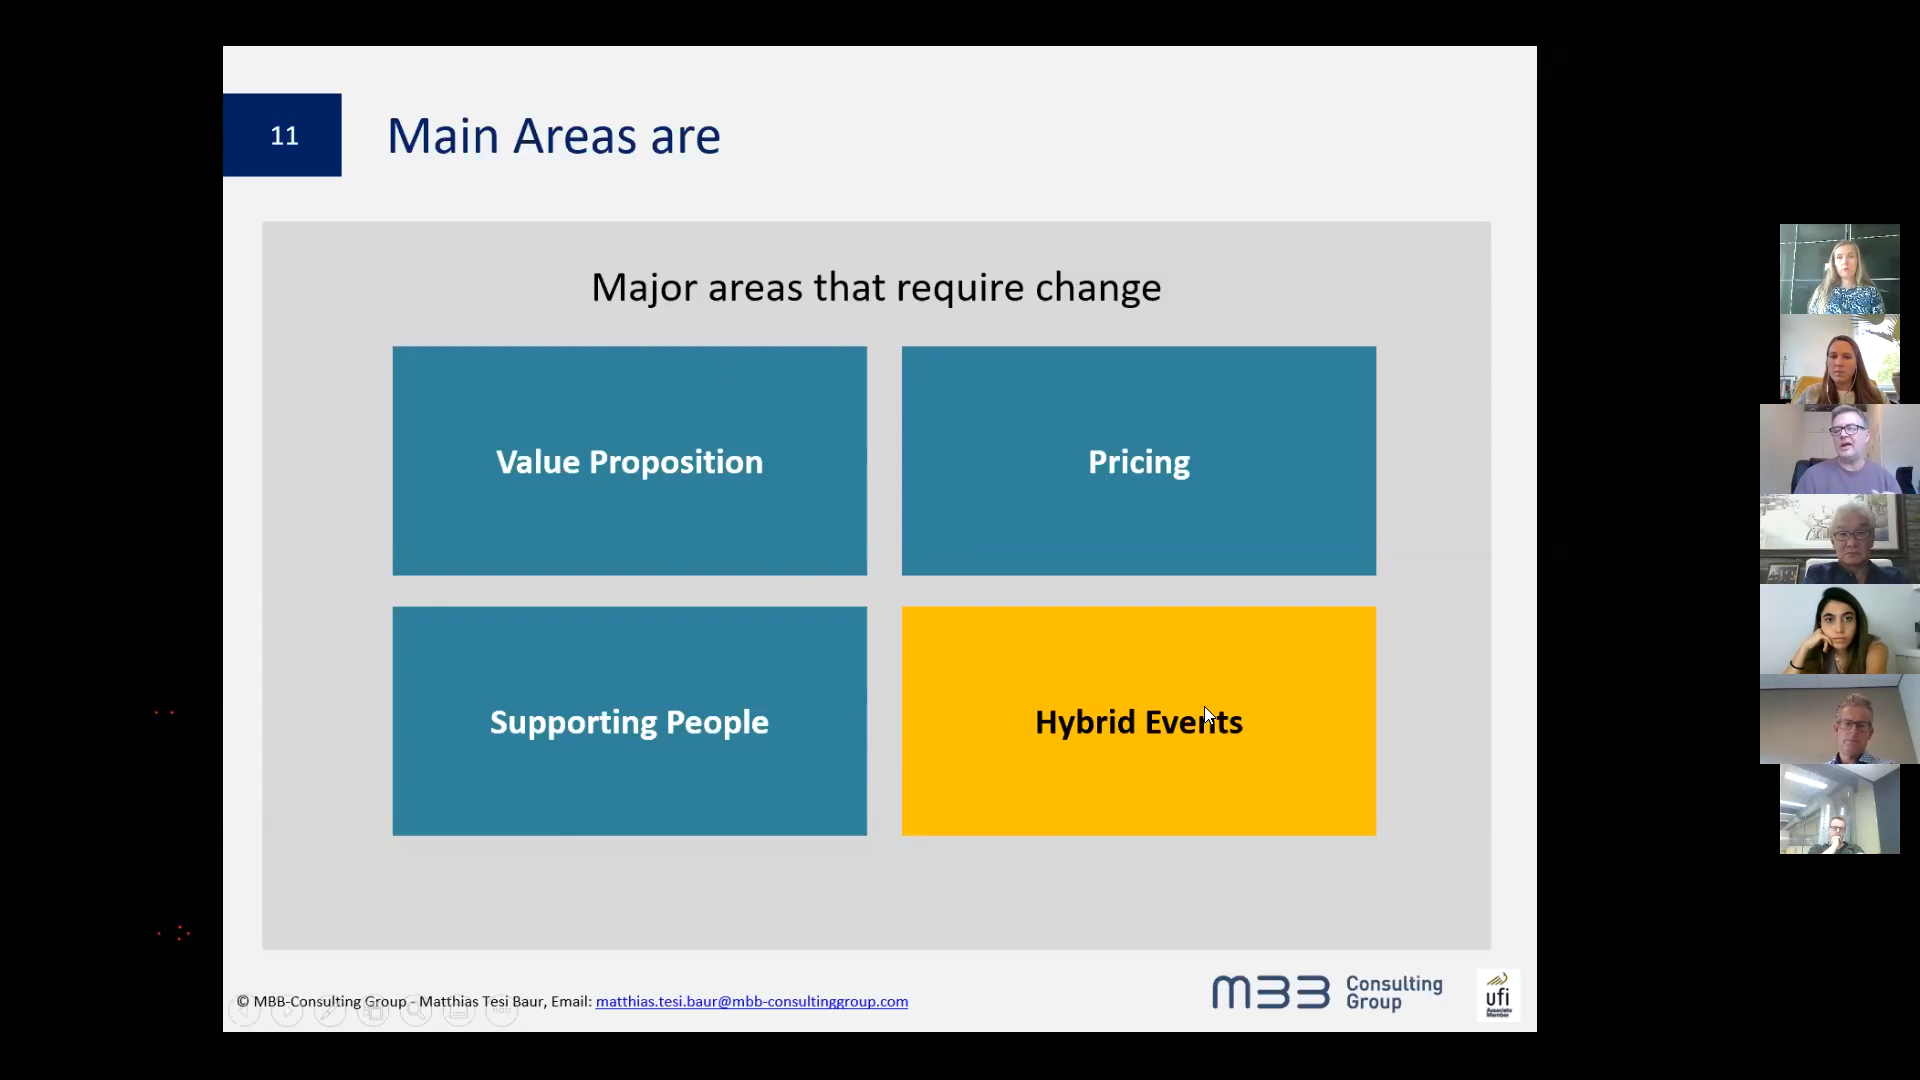 11
Main Areas are
Major areas that require change
Value Proposition
Pricing
Supporting People
Hybrid Events
© MBB-Consulting Group - Matthias Tesi Baur, Email: matthias.tesi.baur@mbb-consultinggroup.com
mBB Consulting
Group
ufi
Associate
Member